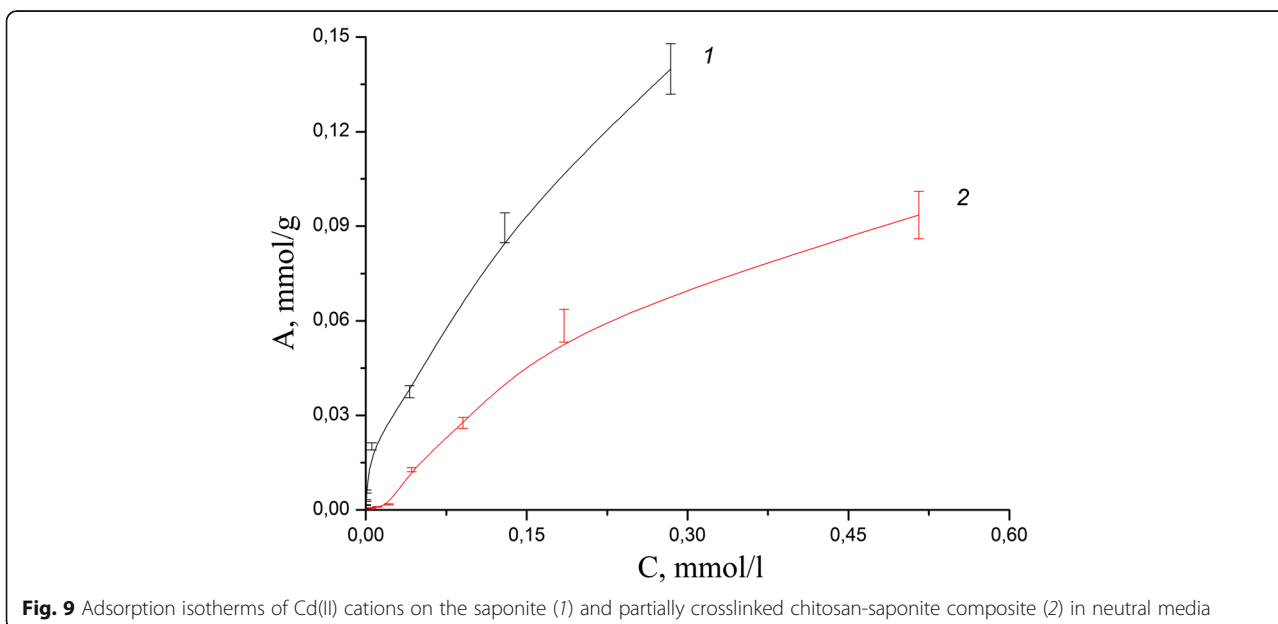 0,15
1
0,12
0,09
2
0,06
0,03
0,00
A, mmol/g
0,00 0,15 0,30 0,45 0,60
C, mmol/l
Fig. 9 Adsorption isotherms of Cd(II) cations on the saponite (1) and partially crosslinked chitosan-saponite composite (2) in neutral media